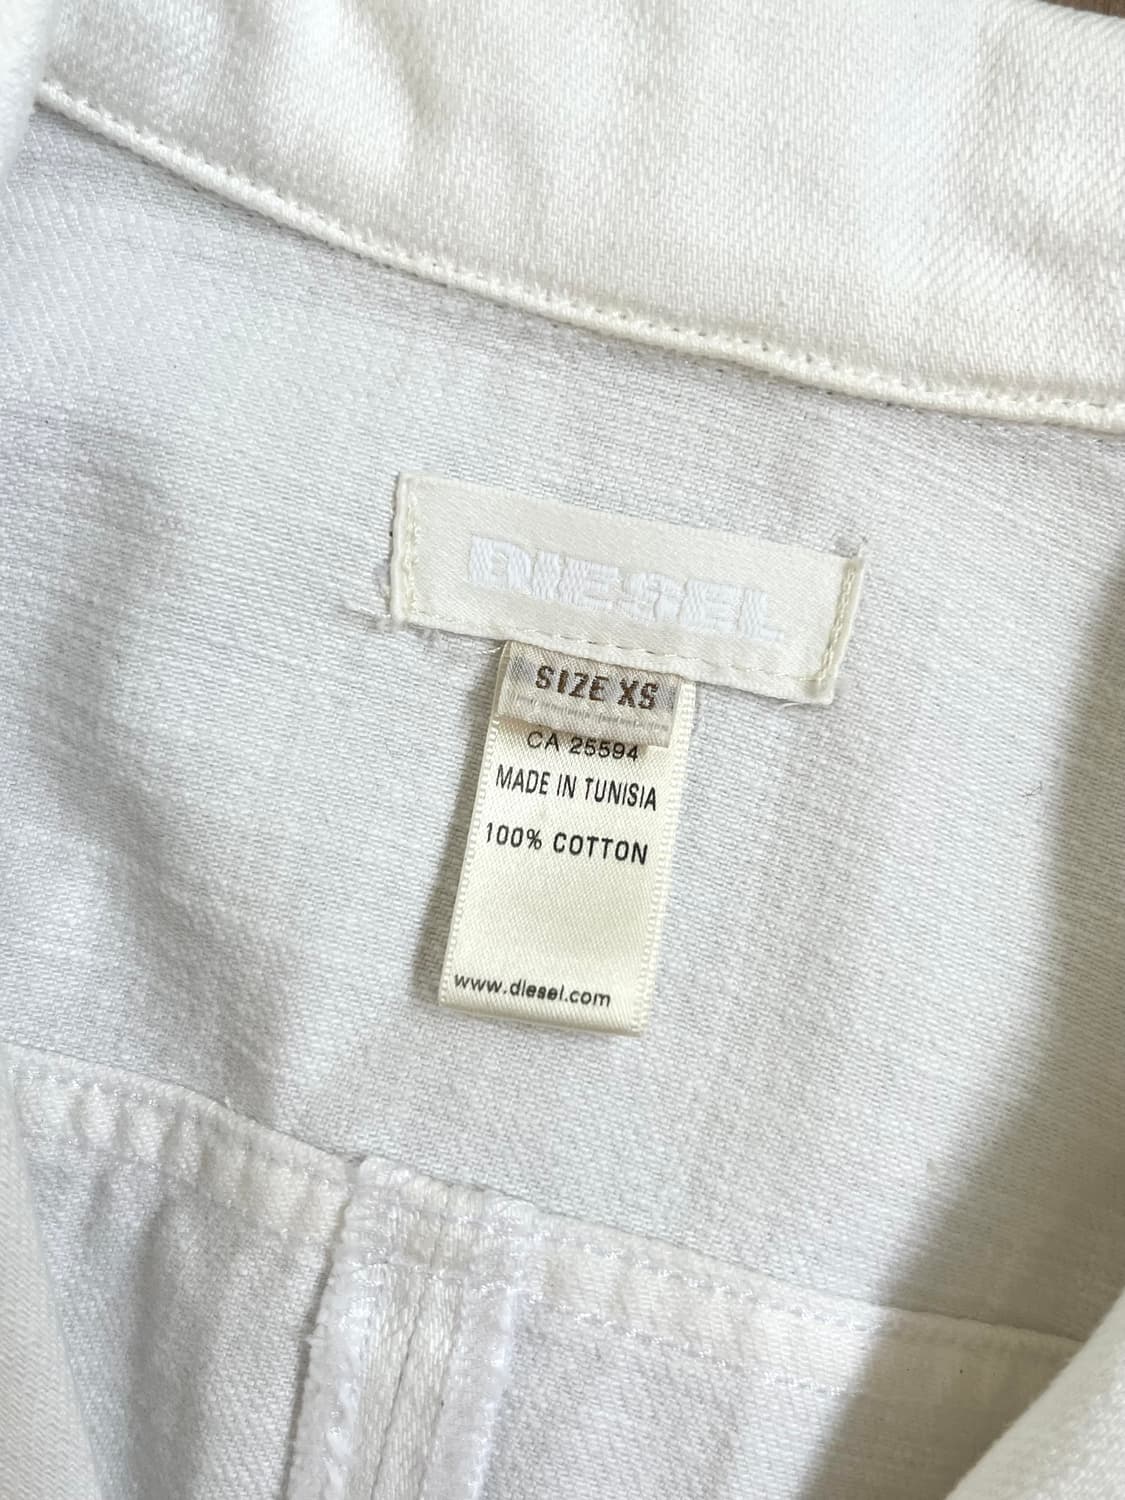 DIESEL
SIZE XS
CA 25594
MADE IN TUNISIA
100% COTTON
www.diesel.com